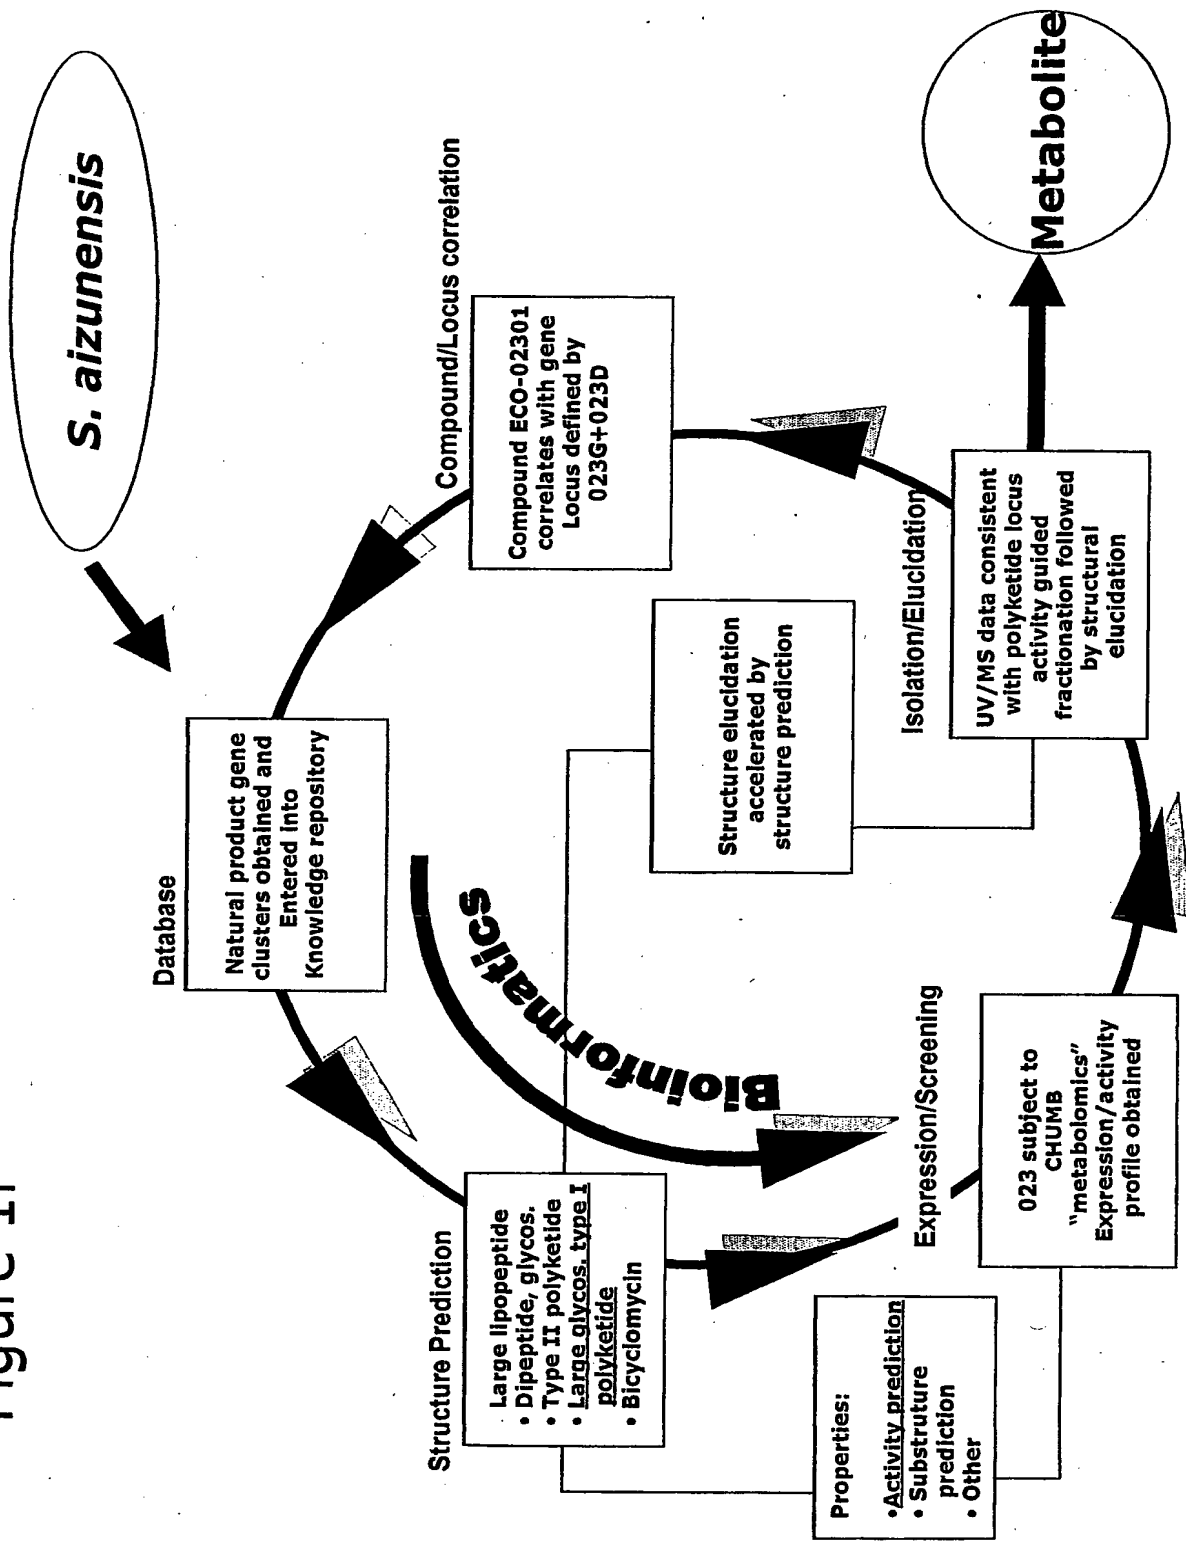 Figure 1f
S. aizunensis
Database
Natural product gene
clusters obtained and
Entered into
Knowledge repository
Compound/Locus correlation
Compound ECO-02301
correlates with gene
Locus defined by
023G+023D
Structure Prediction
Large lipopeptide
• Dipeptide, glycos.
• Type II polyketide
• Large glycos. type I
polyketide
• Bicyclomycin
Bioinformatics
Structure elucidation
accelerated by
structure prediction
Properties:
•Activity prediction
• Substruture
prediction
• Other
Expression/Screening
023 subject to
CHUMB
"metabolomics"
Expression/activity
profile obtained
Isolation/Elucidation
UV/MS data consistent
with polyketide locus
activity guided
fractionation followed
by structural
elucidation
Metabolite